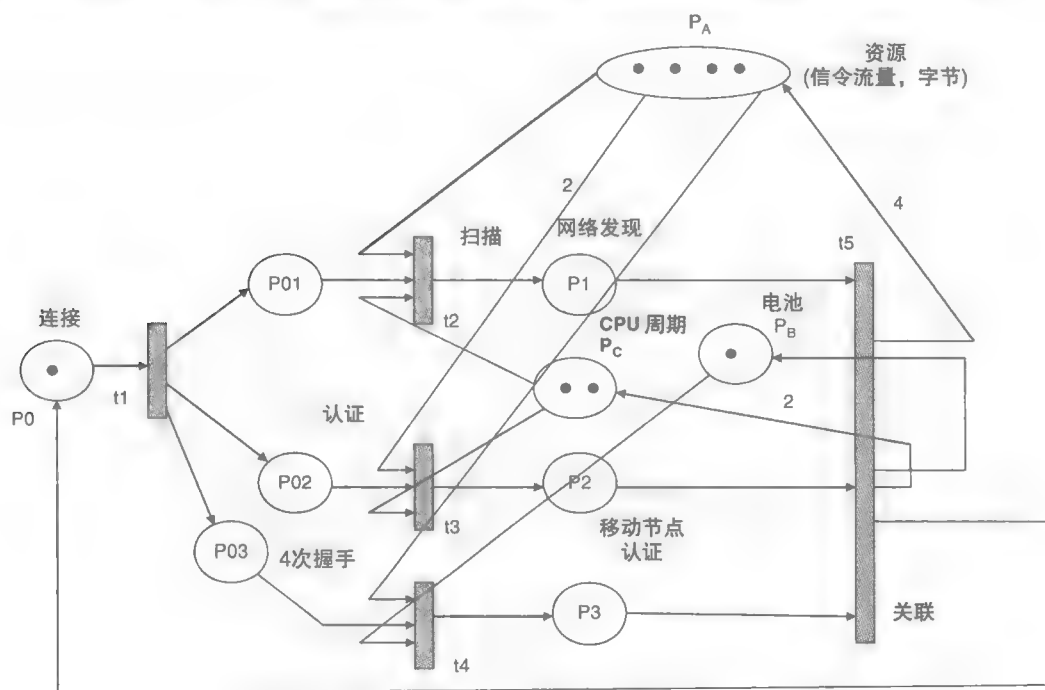 P_A
资源
(信令流量，字节)
2
4
扫描
网络发现
t5
P01
P1
电池
P_B
连接
t2
CPU 周期
P_C
t1
P0
2
认证
P02
P2
t3
移动节点
认证
P03
4次握手
P3
关联
t4